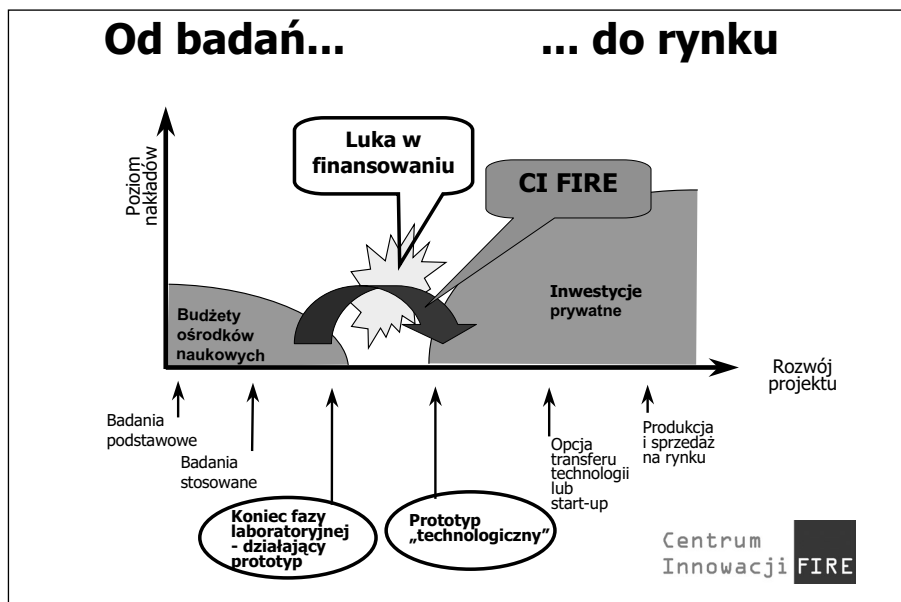 Od badań... ... do rynku
Poziom
nakładów
Luka w
finansowaniu
CI FIRE
Budżety
ośrodków
naukowych
Inwestycje
prywatne
Rozwój
projektu
Badania
podstawowe
Badania
stosowane
Koniec fazy
laboratoryjnej
- działający
prototyp
Prototyp
„technologiczny”
Opcja
transferu
technologii
lub
start-up
Produkcja
i sprzedaż
na rynku
Centrum
Innowacji FIRE